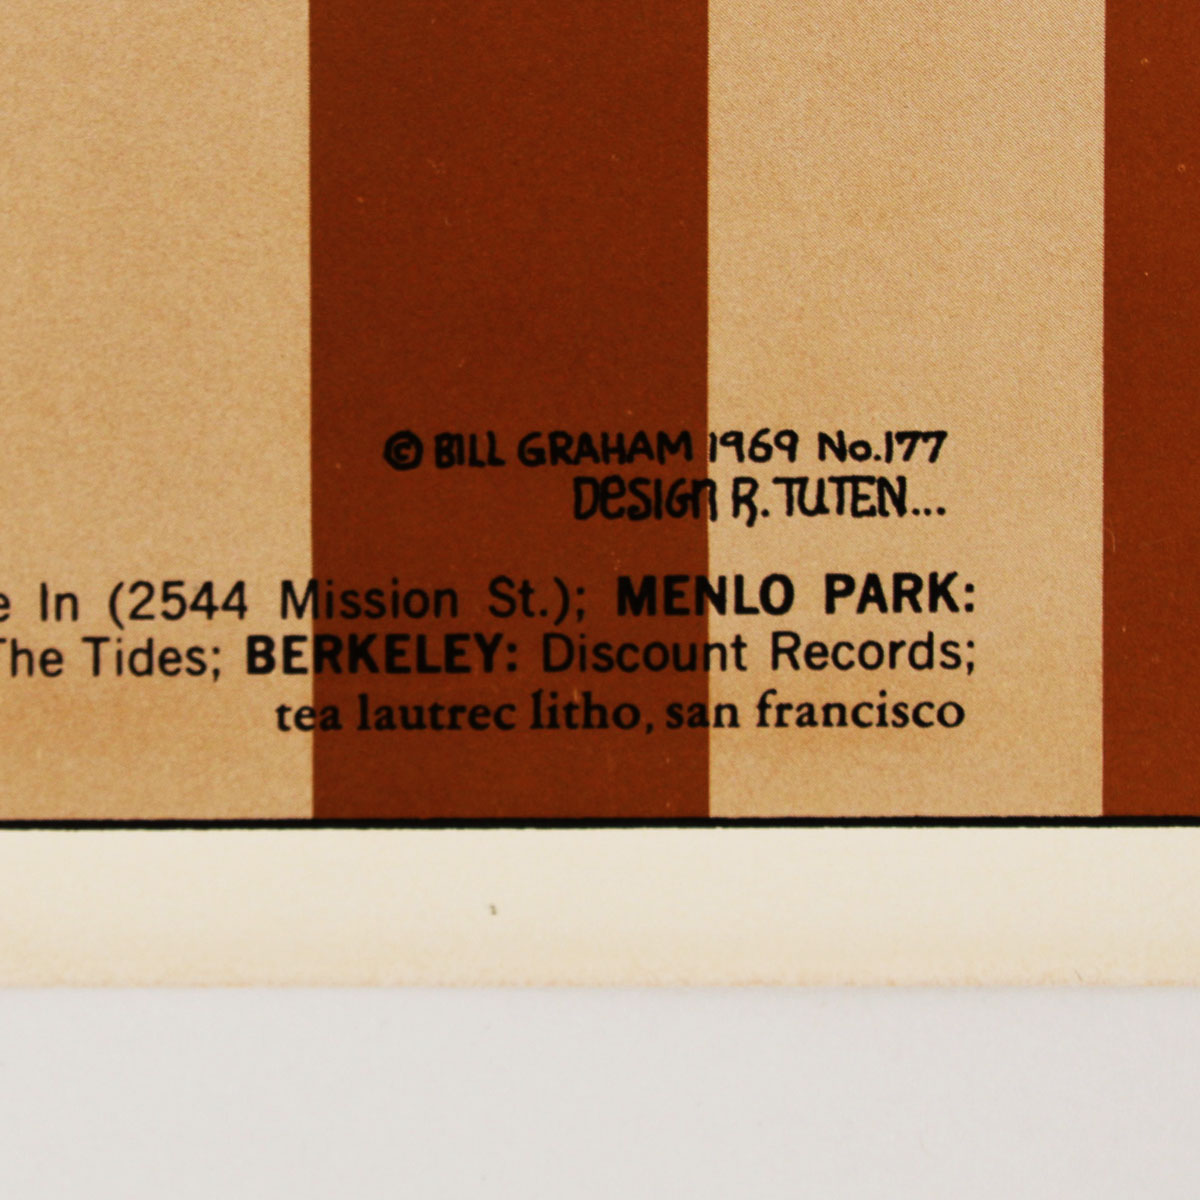 © BILL GRAHAM 1969 No.177
DESIGN R. TUTEN...
In (2544 Mission St.); MENLO PARK:
The Tides; BERKELEY: Discount Records;
tea lautrec litho, san francisco